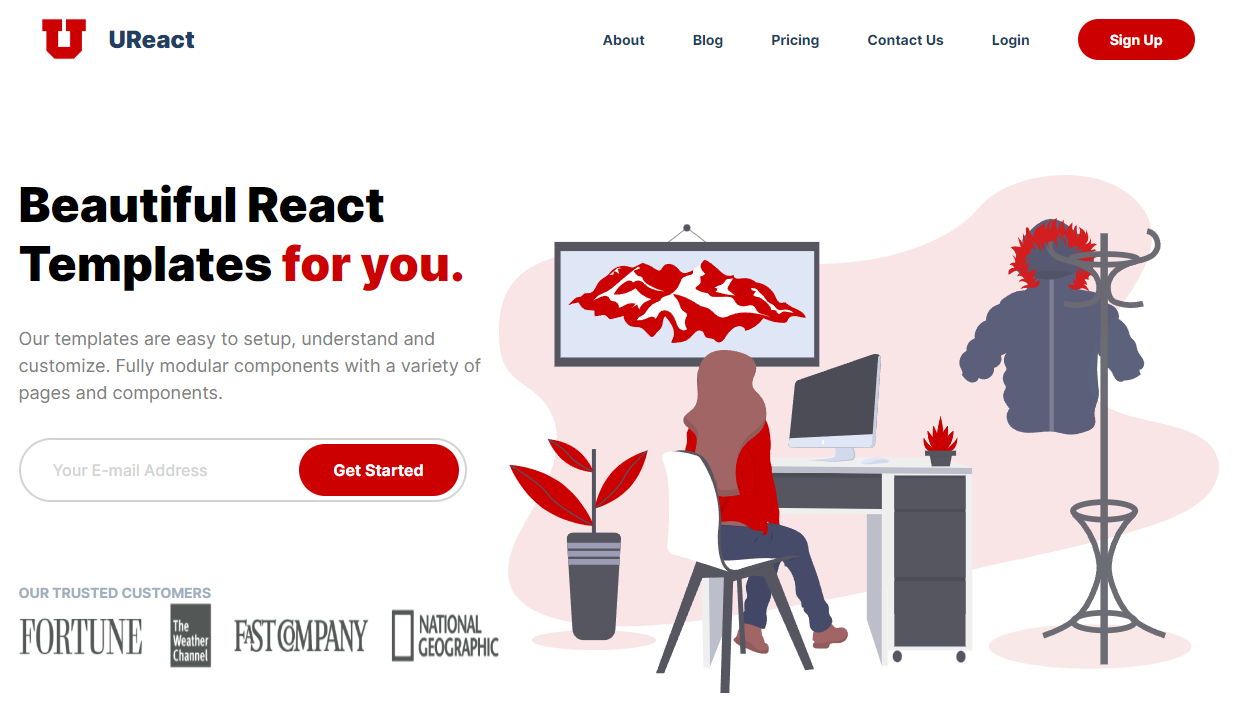 U UReact
About Blog Pricing Contact Us Login Sign Up
Beautiful React
Templates for you.
Our templates are easy to setup, understand and
customize. Fully modular components with a variety of
pages and components.
Your E-mail Address Get Started
OUR TRUSTED CUSTOMERS
FORTUNE
The
Weather
Channel
FAST COMPANY
NATIONAL
GEOGRAPHIC